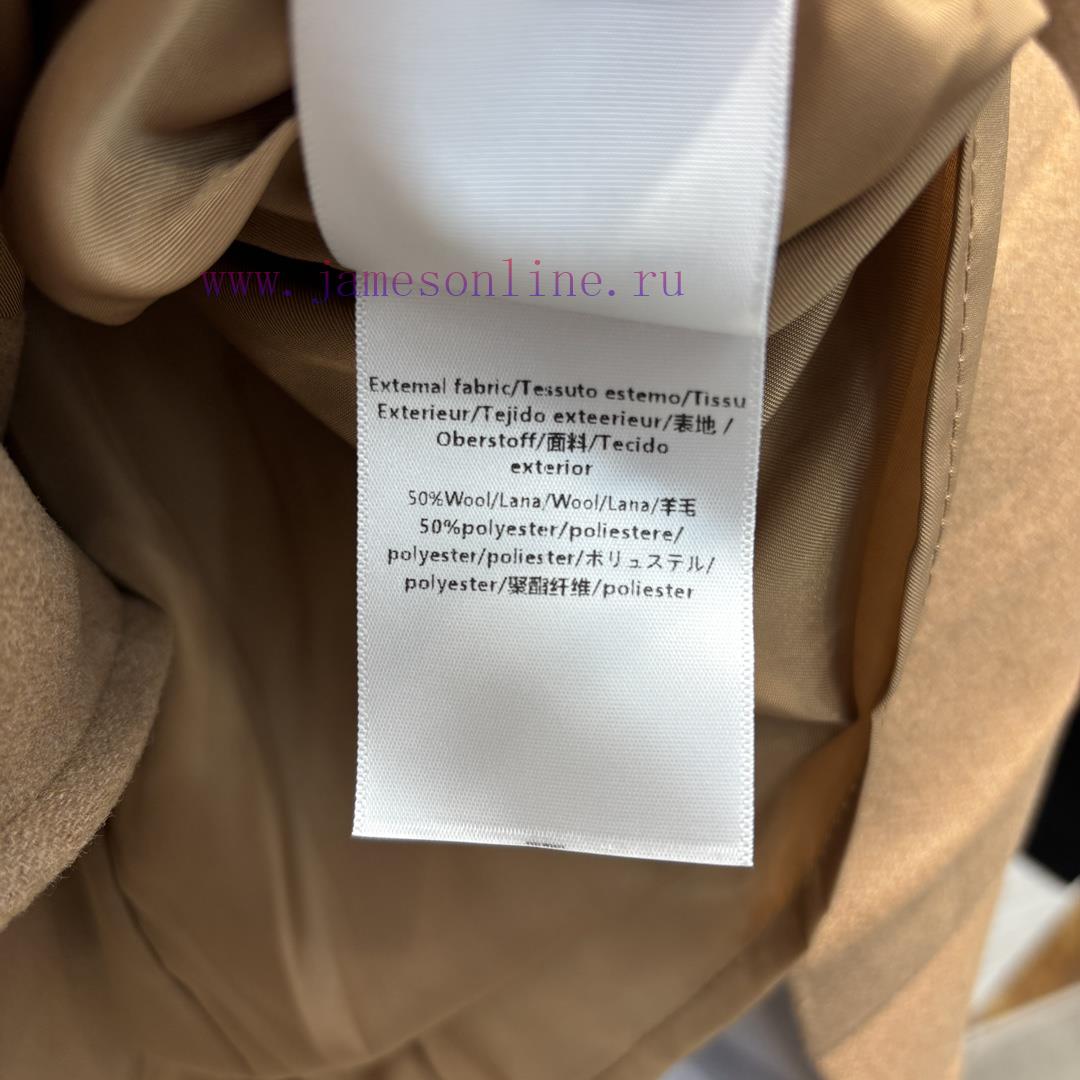 www.jamesonline.ru
External fabric/Tessuto estemo/Tissu
Exterieur/Tejido exteerieur/表地 /
Oberstoff/面料/Tecido
exterior
50%Wool/Lana/Wool/Lana/羊毛
50%polyester/poliestere/
polyester/poliester/ポリュステル/
polyester/聚酯纤维/poliester